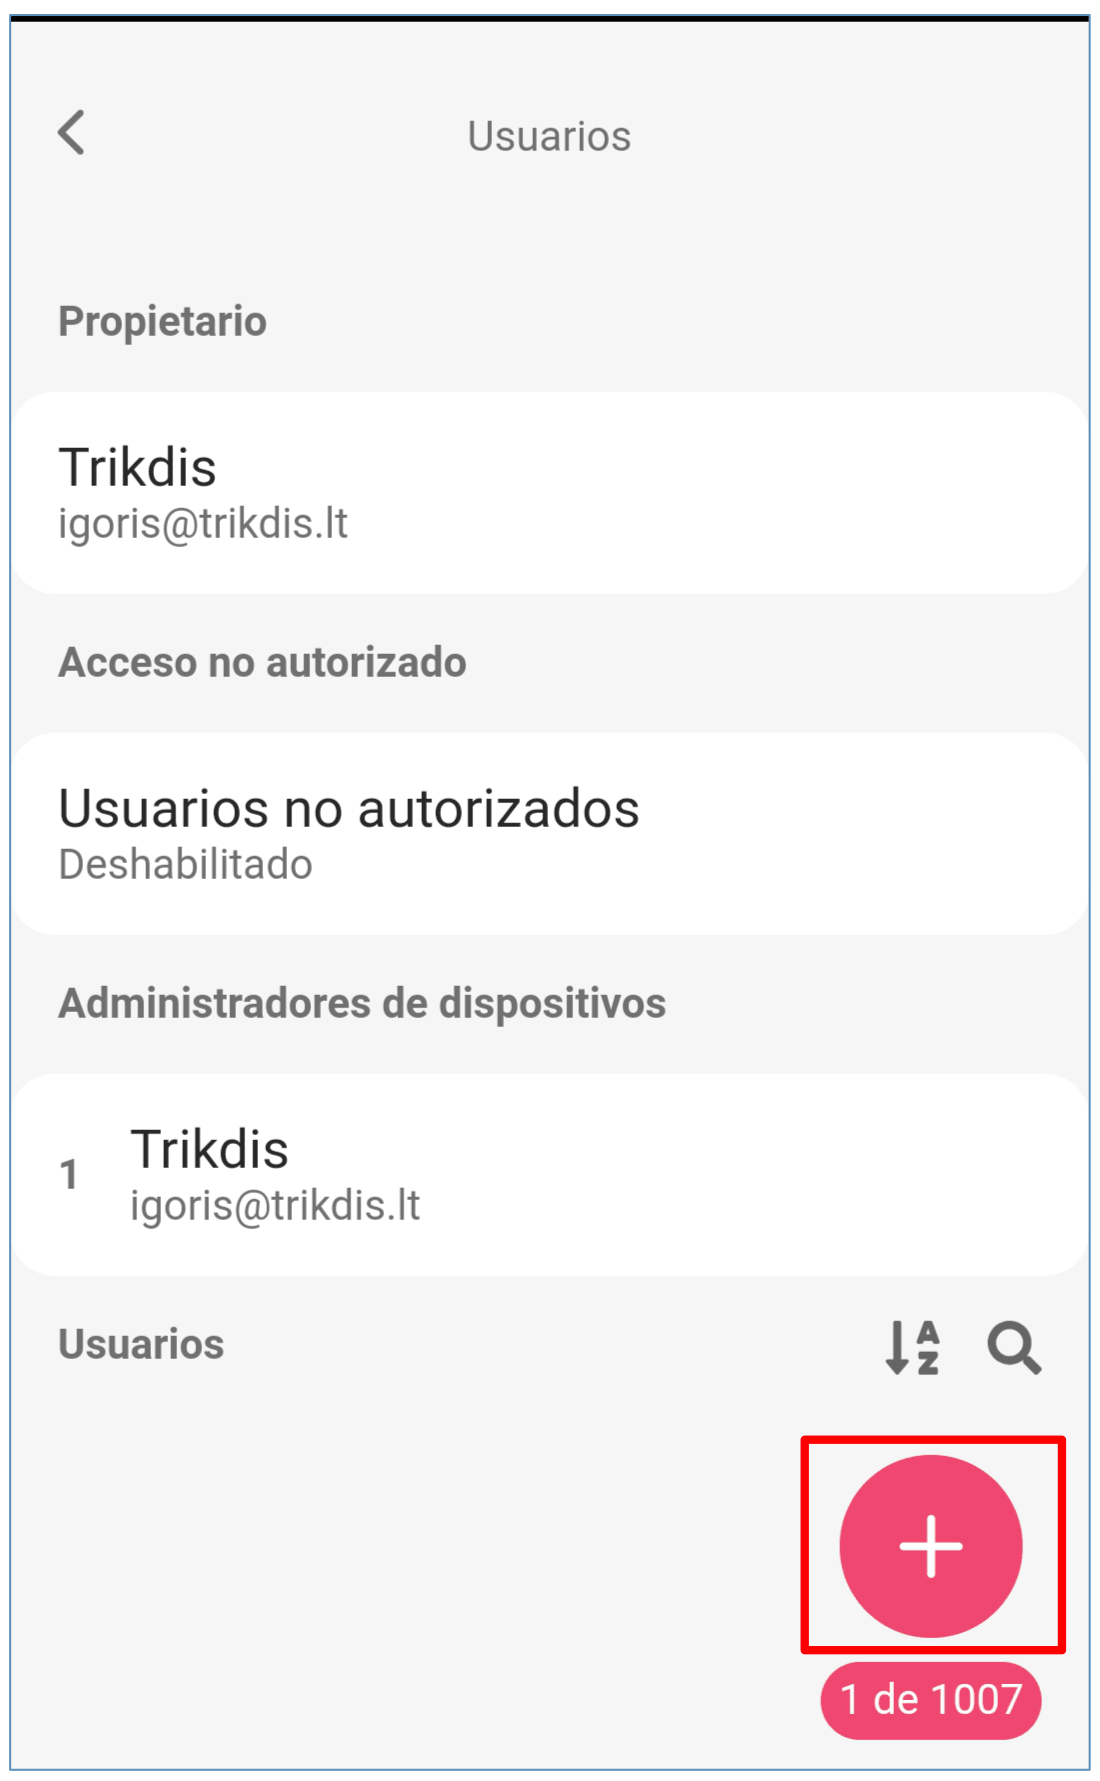 Usuarios
Propietario
Trikdis
igoris@trikdis.lt
Acceso no autorizado
Usuarios no autorizados
Deshabilitado
Administradores de dispositivos
1
Trikdis
igoris@trikdis.lt
Usuarios
A
Z
1 de 1007